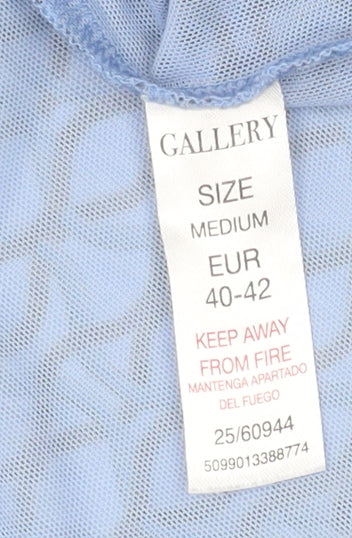 GALLERY
SIZE
MEDIUM
EUR
40-42
KEEP AWAY
FROM FIRE
MANTENGA APARTADO
DEL FUEGO
25/60944
5099013388774